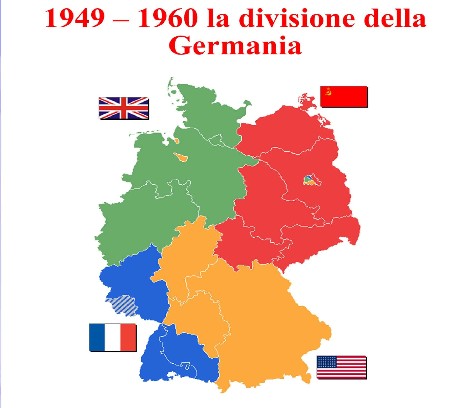 1949 – 1960 la divisione della
Germania